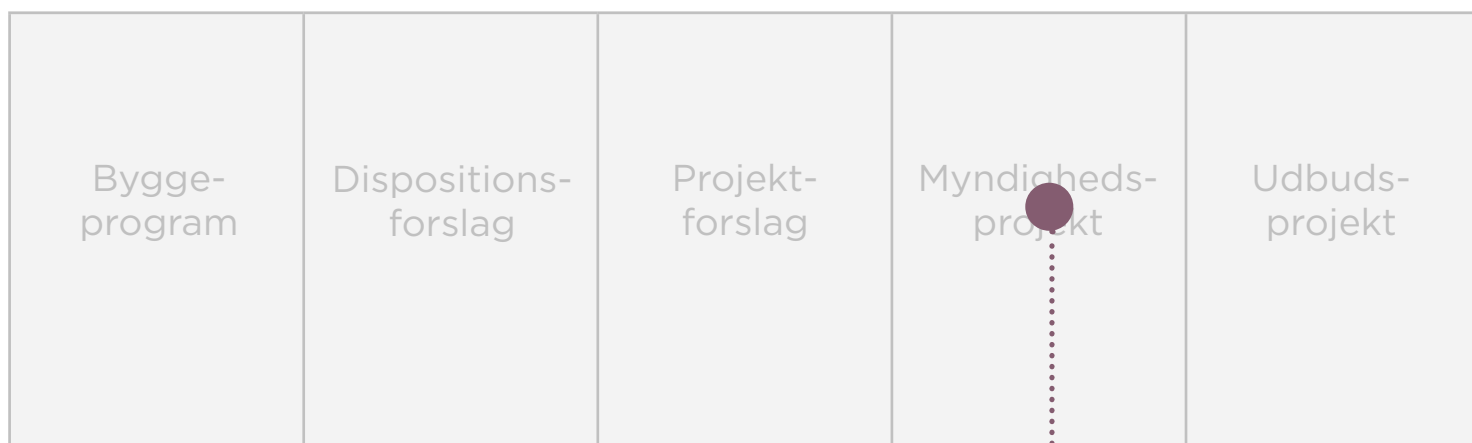 Bygge-
program
Dispositions-
forslag
Projekt-
forslag
Myndigheds-
projekt
Udbuds-
projekt